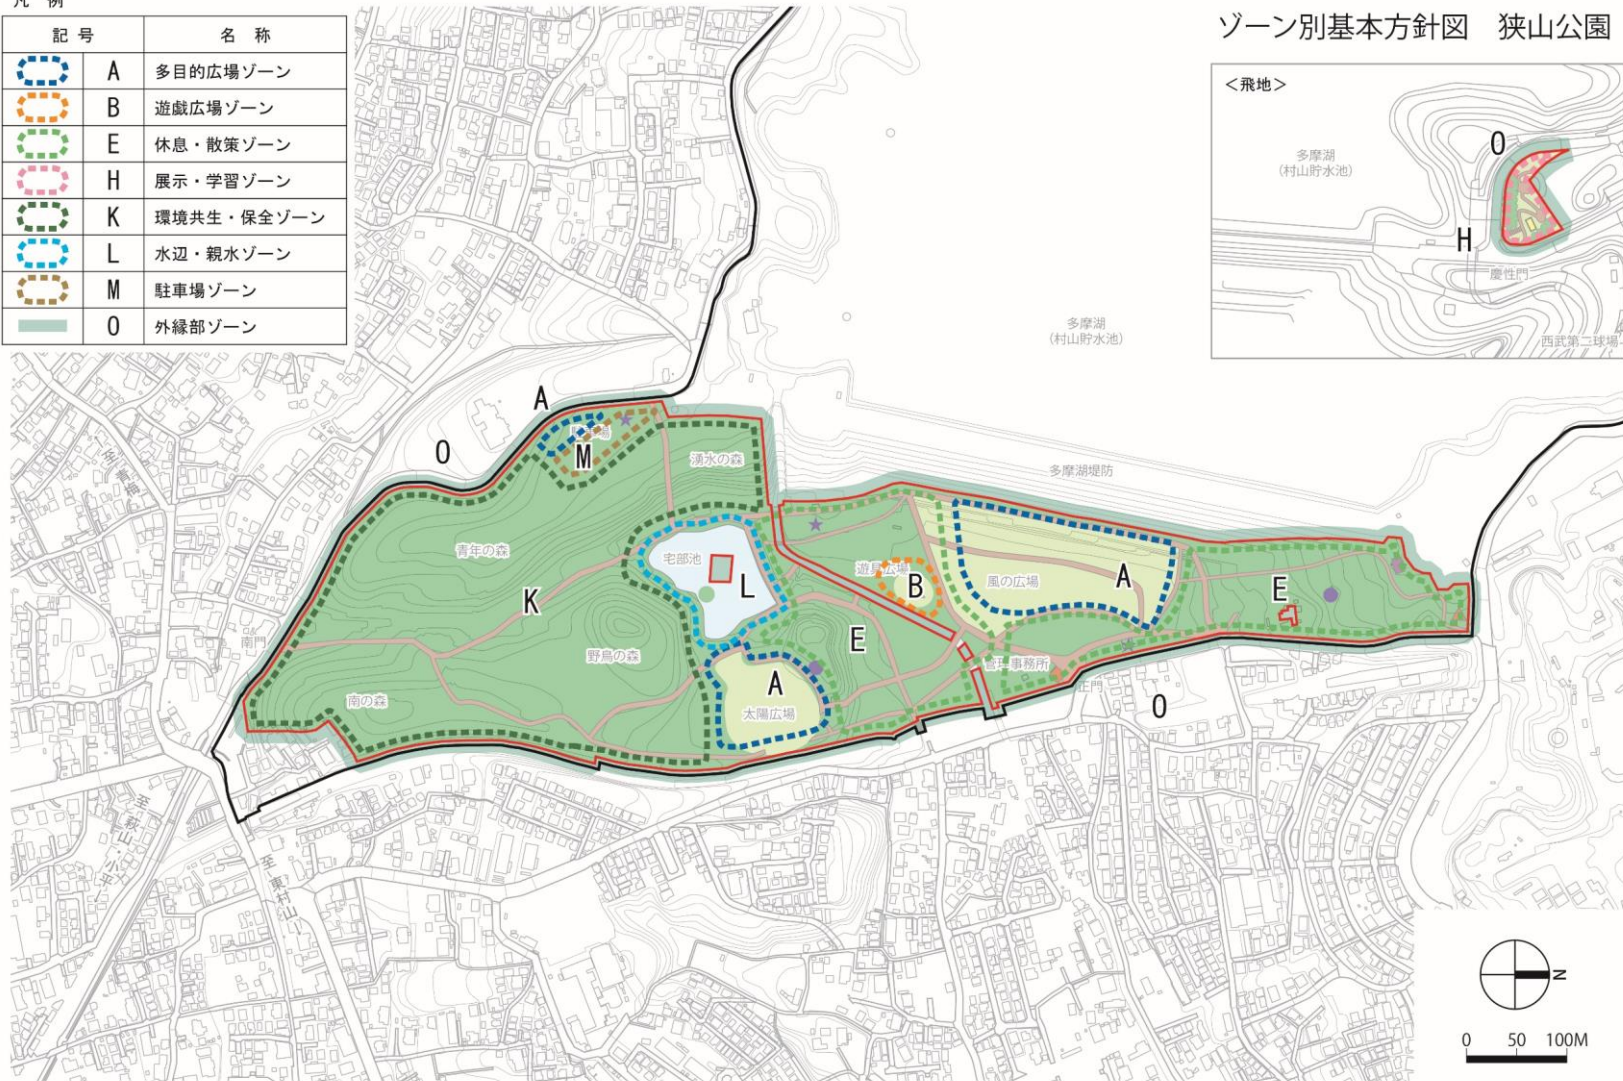 凡 例
記 号 名 称
A 多目的広場ゾーン
B 遊戯広場ゾーン
E 休息・散策ゾーン
H 展示・学習ゾーン
K 環境共生・保全ゾーン
L 水辺・親水ゾーン
M 駐車場ゾーン
O 外縁部ゾーン
ゾーン別基本方針図 狭山公園
<飛地>
多摩湖
(村山貯水池)
O
H
慶性門
西武第二球場
多摩湖
(村山貯水池)
多摩湖堤防
A
O
M
湧水の森
青年の森
宅部池
L
K
遊具広場
B
風の広場
A
E
E
野鳥の森
A
太陽広場
南門
南の森
管理事務所
正門
O
至 青梅
至 萩山・小平
至 東村山
N
0 50 100M